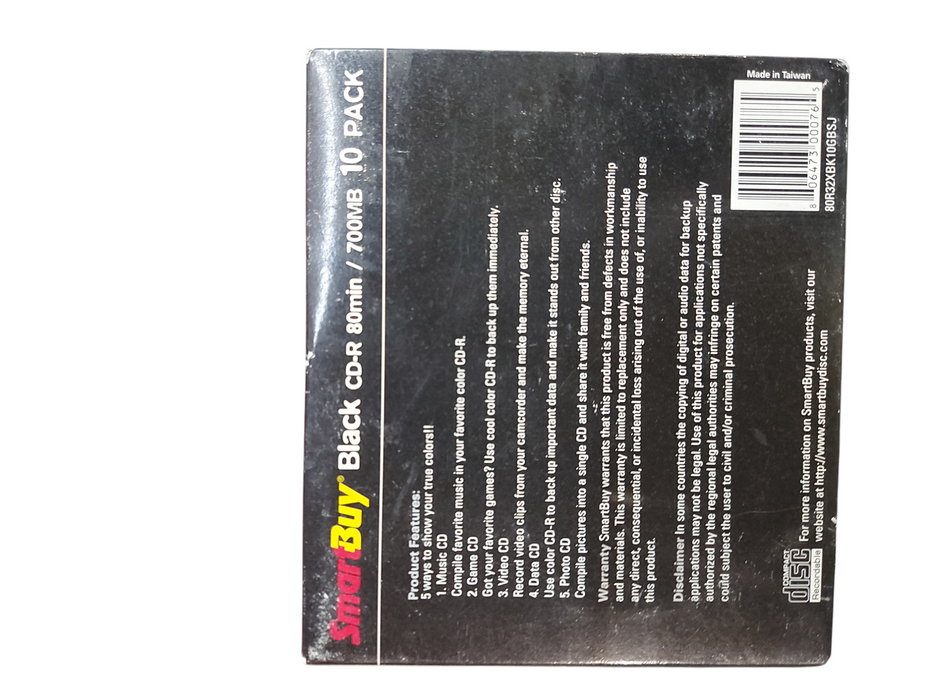 SmartBuy® Black CD-R 80min / 700MB 10 PACK
Product Features:
5 ways to show your true colors!!
1. Music CD
Compile favorite music in your favorite color CD-R.
2. Game CD
Got your favorite games? Use cool color CD-R to back up them immediately.
3. Video CD
Record video clips from your camcorder and make the memory eternal.
4. Data CD
Use color CD-R to back up important data and make it stands out from other disc.
5. Photo CD
Compile pictures into a single CD and share it with family and friends.
Warranty SmartBuy warrants that this product is free from defects in workmanship
and materials. This warranty is limited to replacement only and does not include
any direct, consequential, or incidental loss arising out of the use of, or inability to use
this product.
Disclaimer In some countries the copying of digital or audio data for backup
applications may not be legal. Use of this product for applications not specifically
authorized by the regional legal authorities may infringe on certain patents and
could subject the user to civil and/or criminal prosecution.
COMPACT
disc
Recordable
For more information on SmartBuy products, visit our
website at http://www.smartbuydisc.com
Made in Taiwan
8 06473 00076 5
80R32XBK10GBSJ